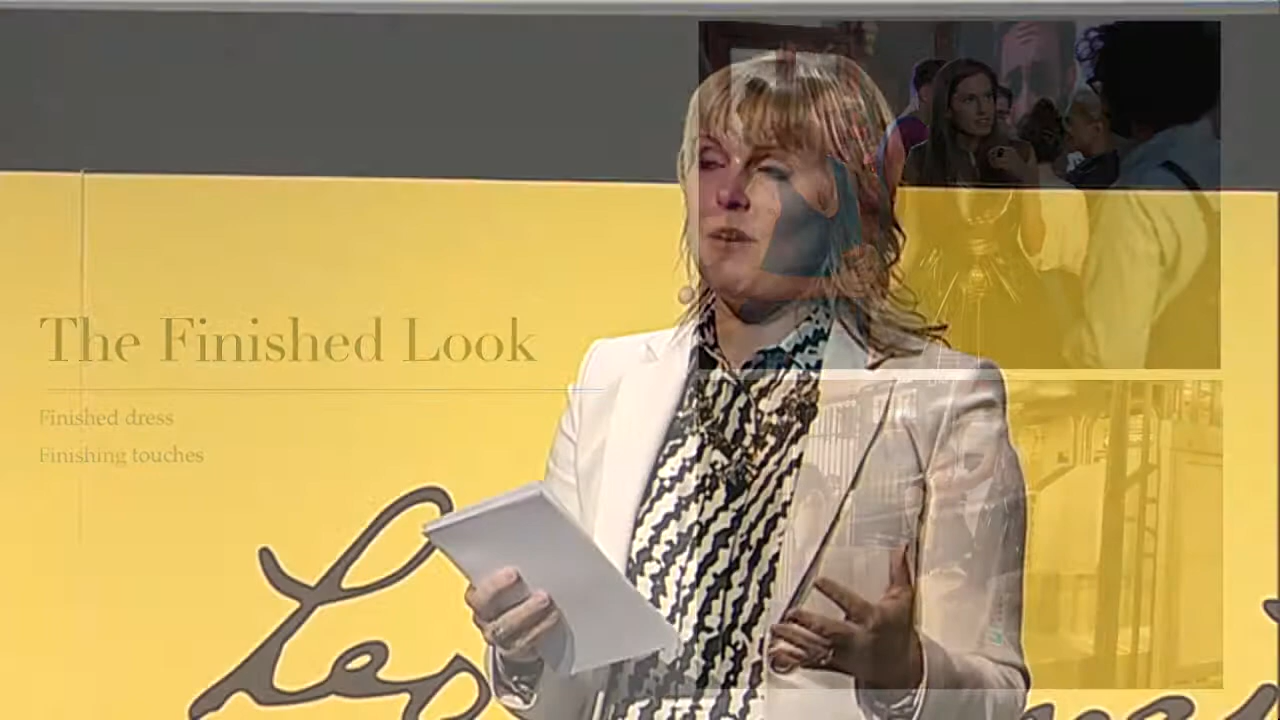 The Finished Look
Finished dress
Finishing touches